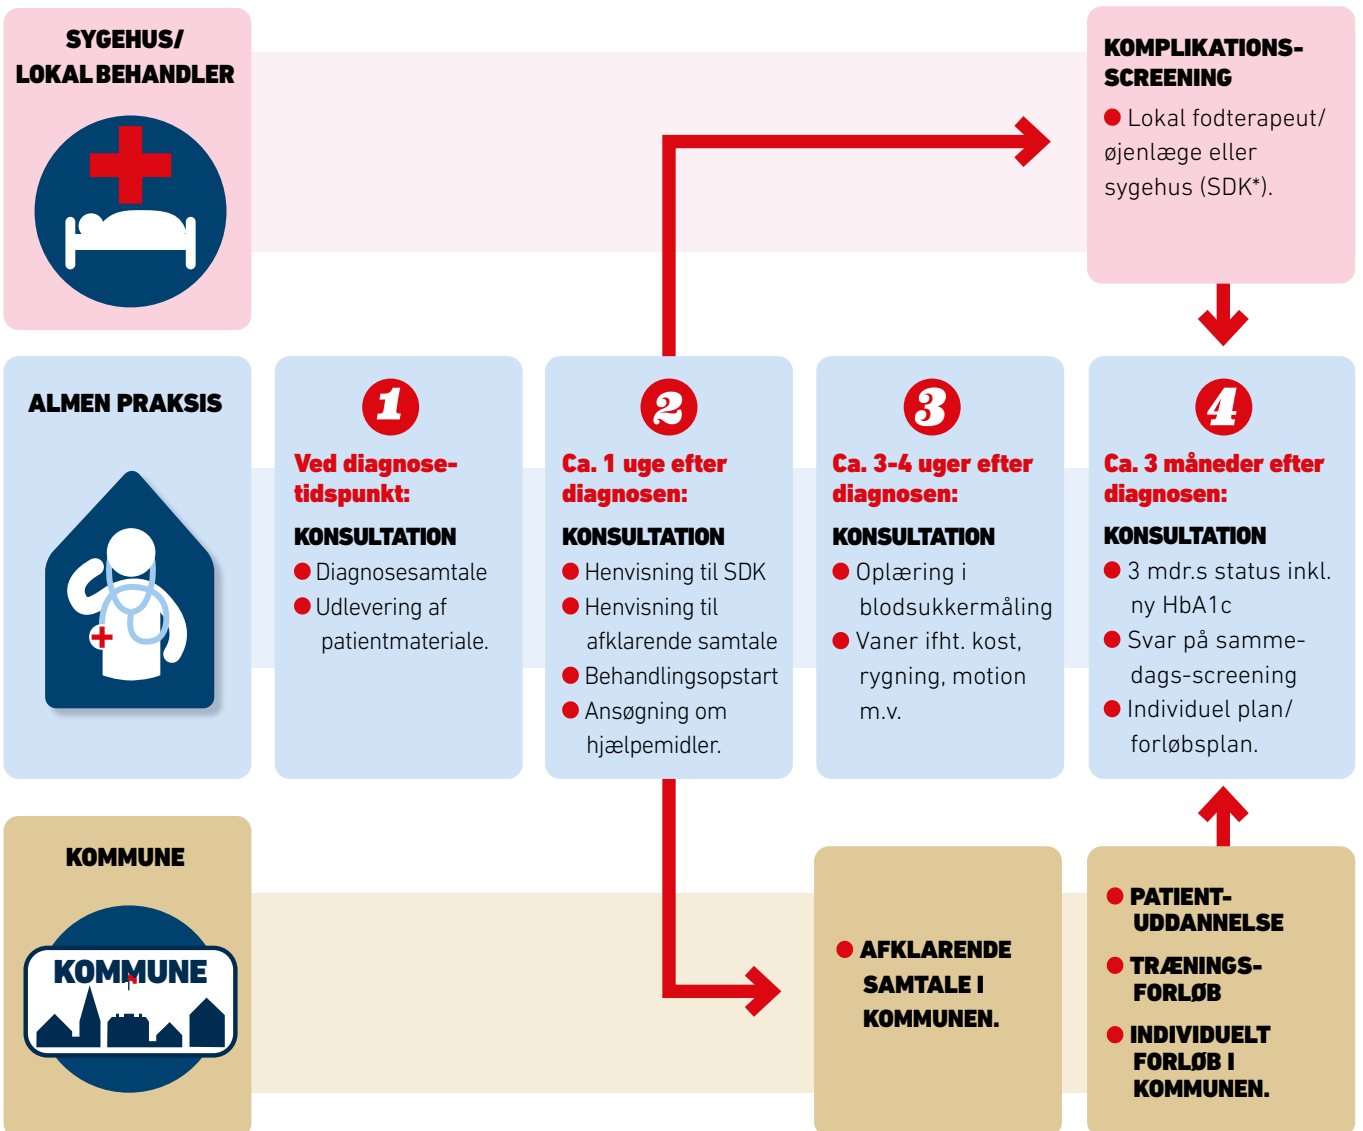 SYGEHUS/
LOKAL BEHANDLER
KOMPLIKATIONS-
SCREENING
● Lokal fodterapeut/
øjenlæge eller
sygehus (SDK*).
ALMEN PRAKSIS
1
Ved diagnose-
tidspunkt:
KONSULTATION
● Diagnosesamtale
● Udlevering af
patientmateriale.
2
Ca. 1 uge efter
diagnosen:
KONSULTATION
● Henvisning til SDK
● Henvisning til
afklarende samtale
● Behandlingsopstart
● Ansøgning om
hjælpemidler.
3
Ca. 3-4 uger efter
diagnosen:
KONSULTATION
● Oplæring i
blodsukkermåling
● Vaner ifht. kost,
rygning, motion
m.v.
4
Ca. 3 måneder efter
diagnosen:
KONSULTATION
● 3 mdr.s status inkl.
ny HbA1c
● Svar på samme-
dags-screening
● Individuel plan/
forløbsplan.
KOMMUNE
KOMMUNE
● AFKLARENDE
SAMTALE I
KOMMUNEN.
● PATIENT-
UDDANNELSE
● TRÆNINGS-
FORLØB
● INDIVIDUELT
FORLØB I
KOMMUNEN.